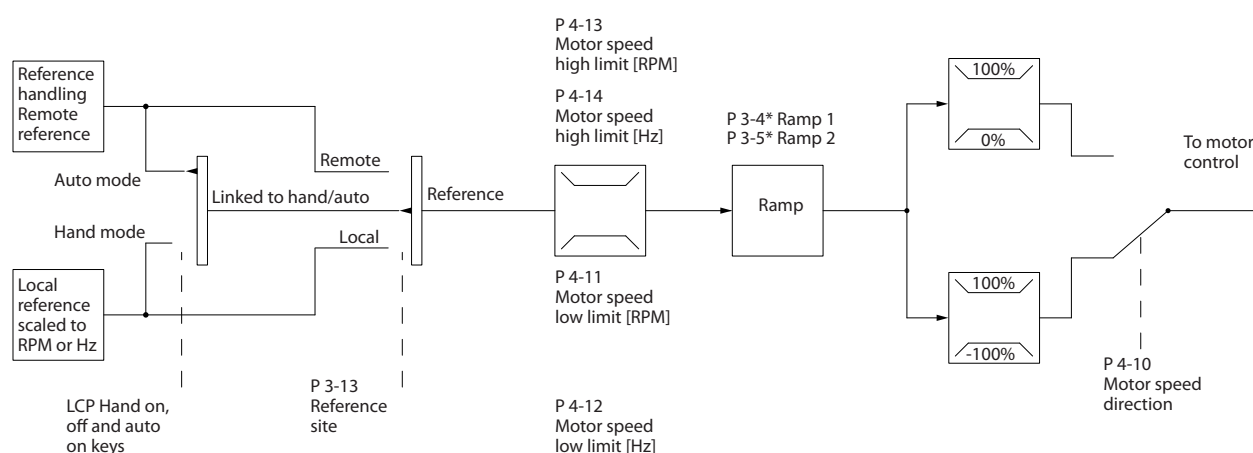 Reference
handling
Remote
reference
Auto mode
Hand mode
Local
reference
scaled to
RPM or Hz
LCP Hand on,
off and auto
on keys
Linked to hand/auto
Remote
Local
P 3-13
Reference
site
Reference
P 4-13
Motor speed
high limit [RPM]
P 4-14
Motor speed
high limit [Hz]
P 4-11
Motor speed
low limit [RPM]
P 4-12
Motor speed
low limit [Hz]
P 3-4* Ramp 1
P 3-5* Ramp 2
Ramp
100%
0%
100%
-100%
To motor
control
P 4-10
Motor speed
direction